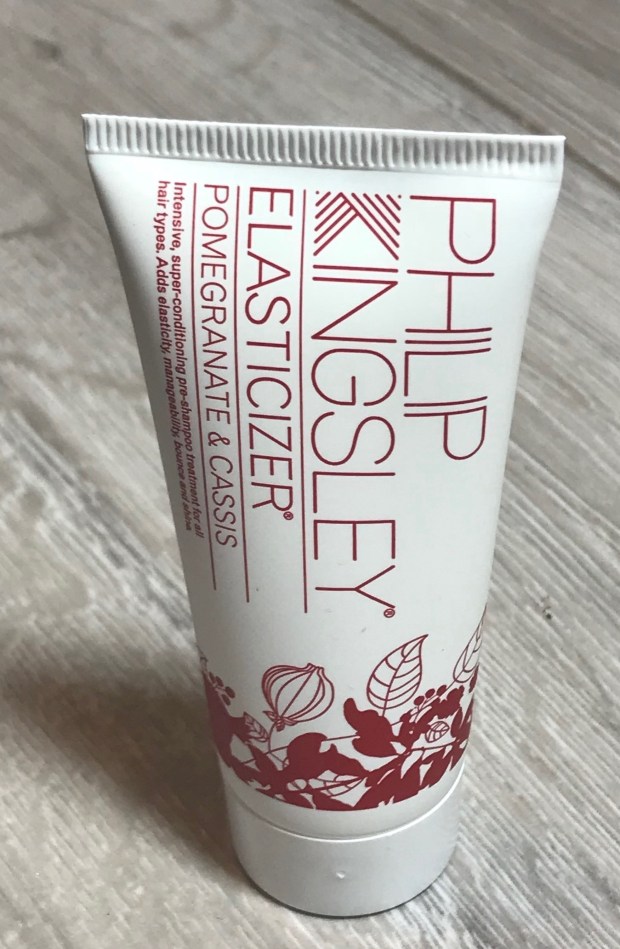 PHILIP
KINGSLEY®
ELASTICIZER®
POMEGRANATE & CASSIS
Intensive, super-conditioning pre-shampoo treatment for all
hair types. Adds elasticity, manageability, bounce and shine